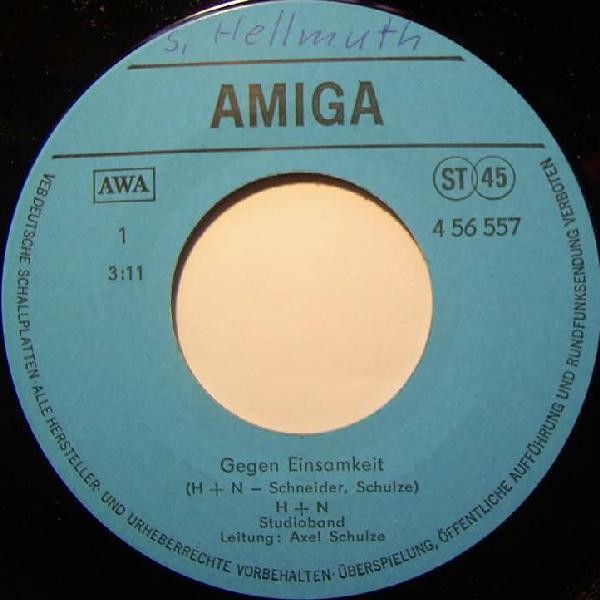 S. Hellmuth
AMIGA
AWA
ST 45
1
4 56 557
3:11
Gegen Einsamkeit
(H + N – Schneider, Schulze)
H + N
Studioband
Leitung: Axel Schulze
VEB DEUTSCHE SCHALLPLATTEN · ALLE HERSTELLER- UND URHEBERRECHTE VORBEHALTEN · ÜBERSPIELUNG, ÖFFENTLICHE AUFFÜHRUNG UND RUNDFUNKSENDUNG VERBOTEN